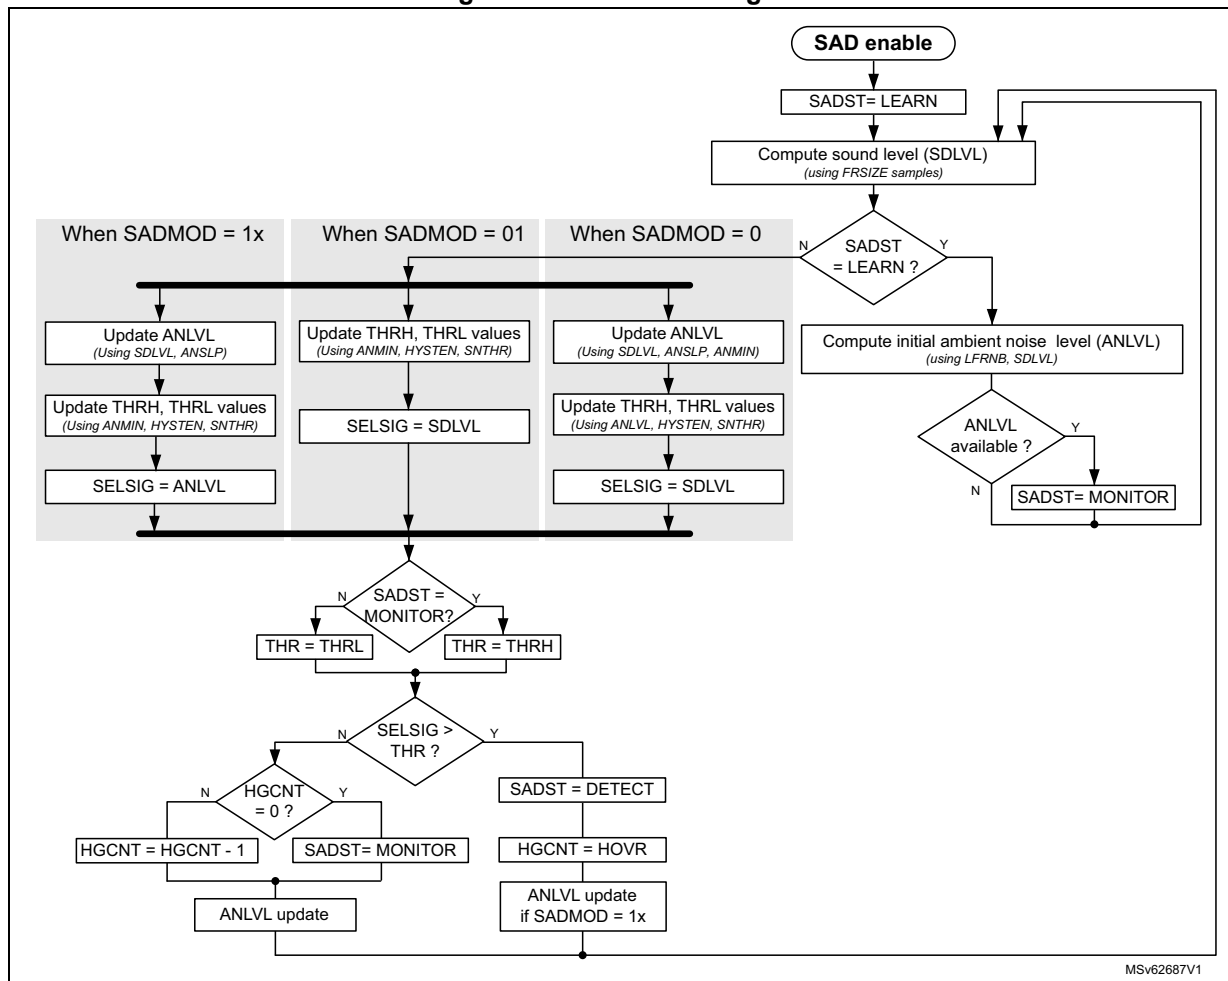 SAD enable
SADST= LEARN
Compute sound level (SDLVL)
(using FRSIZE samples)
SADST
= LEARN ?
N
Y
When SADMOD = 1x
When SADMOD = 01
When SADMOD = 0
Update ANLVL
(Using SDLVL, ANSLP)
Update THRH, THRL values
(Using ANMIN, HYSTEN, SNTHR)
SELSIG = ANLVL
Update THRH, THRL values
(Using ANMIN, HYSTEN, SNTHR)
SELSIG = SDLVL
Update ANLVL
(Using SDLVL, ANSLP, ANMIN)
Update THRH, THRL values
(Using ANLVL, HYSTEN, SNTHR)
SELSIG = SDLVL
Compute initial ambient noise level (ANLVL)
(using LFRNB, SDLVL)
ANLVL
available ?
Y
N
SADST= MONITOR
SADST =
MONITOR?
N
Y
THR = THRL
THR = THRH
SELSIG >
THR ?
N
Y
HGCNT
= 0 ?
N
Y
HGCNT = HGCNT - 1
SADST= MONITOR
ANLVL update
SADST = DETECT
HGCNT = HOVR
ANLVL update
if SADMOD = 1x
MSv62687V1